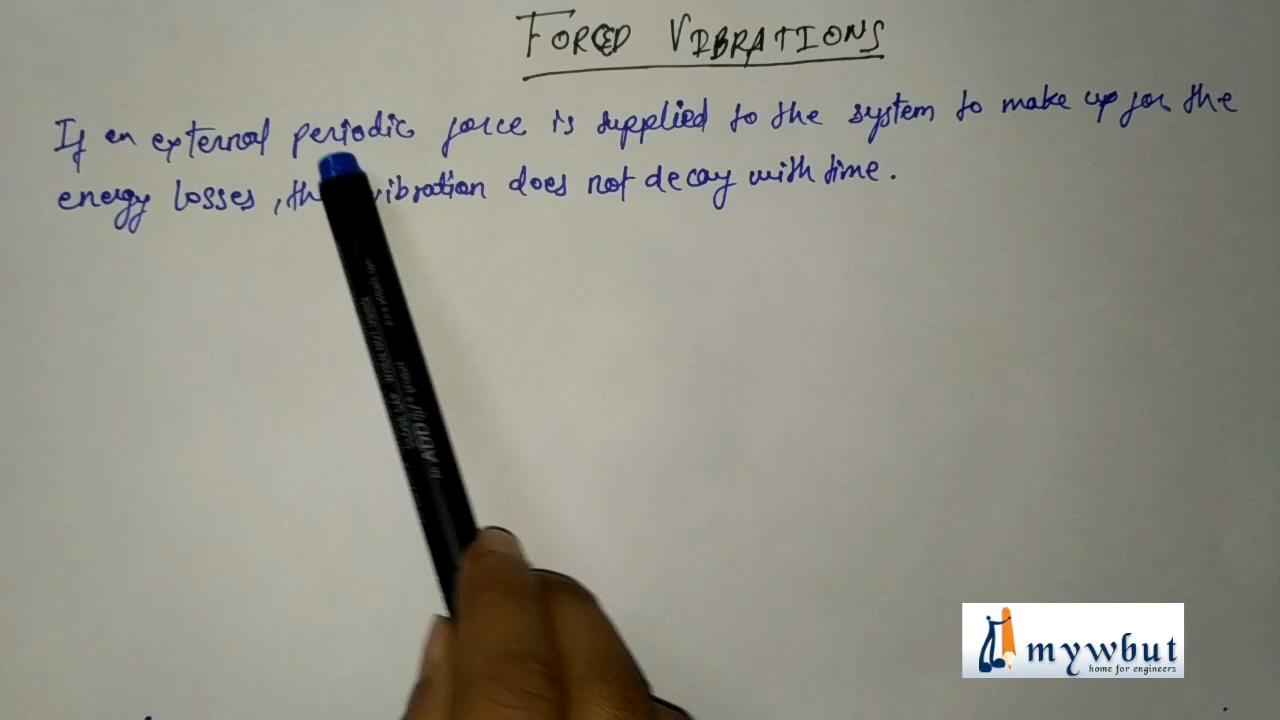 FORCED VIBRATIONS
If an external periodic force is supplied to the system to make up for the
energy losses, vibration does not decay with time.
mywbut
home for engineers